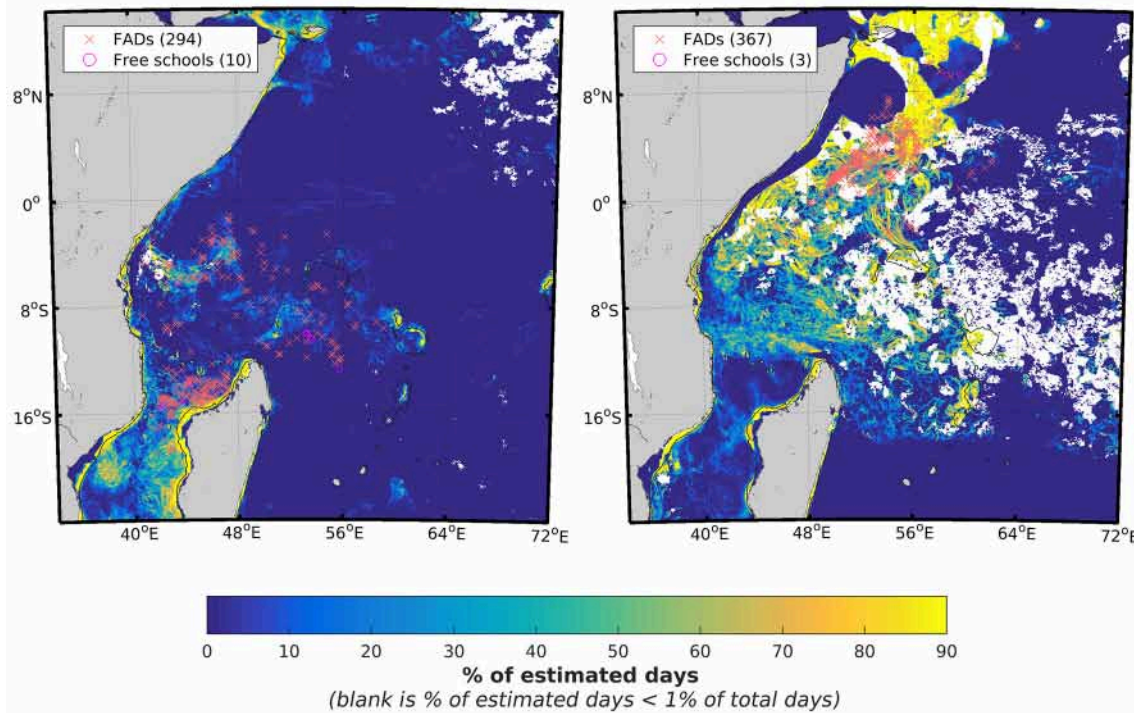 FADs (294)
Free schools (10)
FADs (367)
Free schools (3)
8°N
0°
8°S
16°S
40°E
48°E
56°E
64°E
72°E
8°N
0°
8°S
16°S
40°E
48°E
56°E
64°E
72°E
0
10
20
30
40
50
60
70
80
90
% of estimated days
(blank is % of estimated days < 1% of total days)